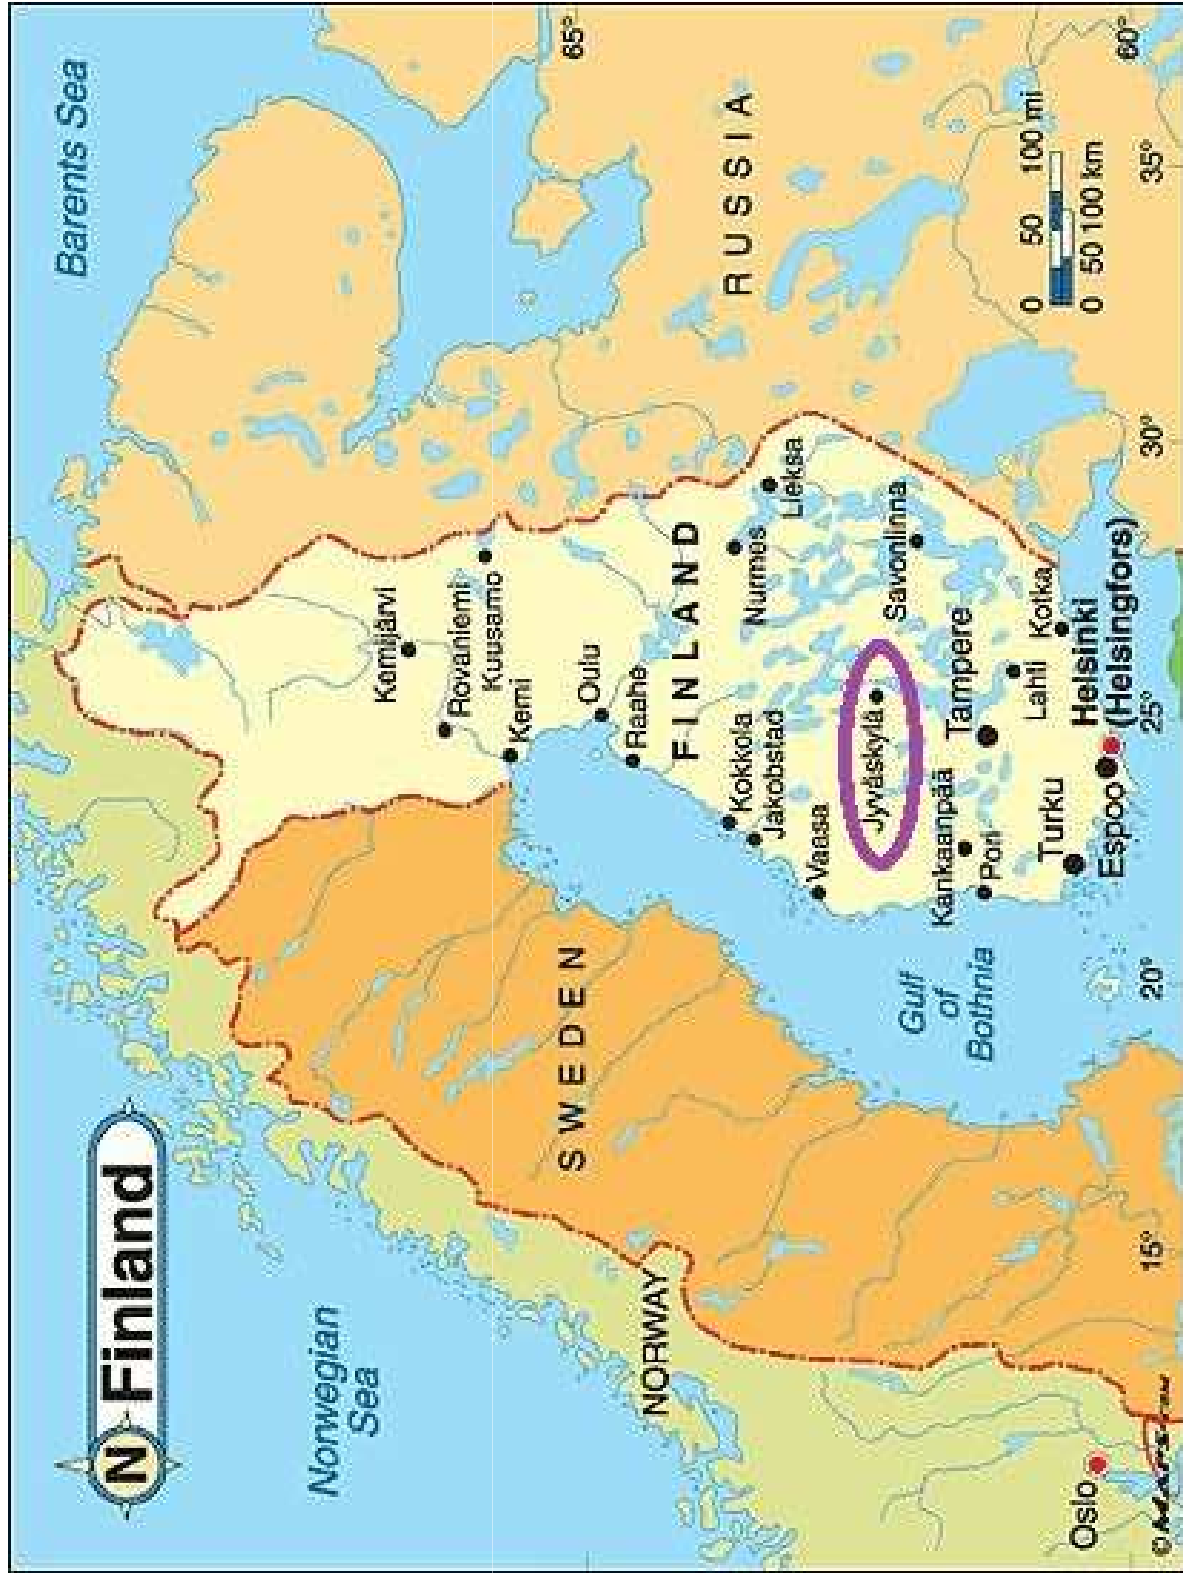 N Finland
Barents Sea
Norwegian
Sea
NORWAY
SWEDEN
FINLAND
RUSSIA
Kemijärvi
Rovaniemi
Kuusamo
Kemi
Oulu
Raahe
Kokkola
Jakobstad
Vaasa
Nurmes
Lieksa
Jyväskylä
Savonlinna
Kankaanpää
Pori
Tampere
Lahti
Kotka
Turku
Espoo
Helsinki
(Helsingfors)
Gulf
of
Bothnia
Oslo
65°
60°
15°
20°
25°
30°
35°
0 50 100 mi
0 50 100 km
©MAPS.COM